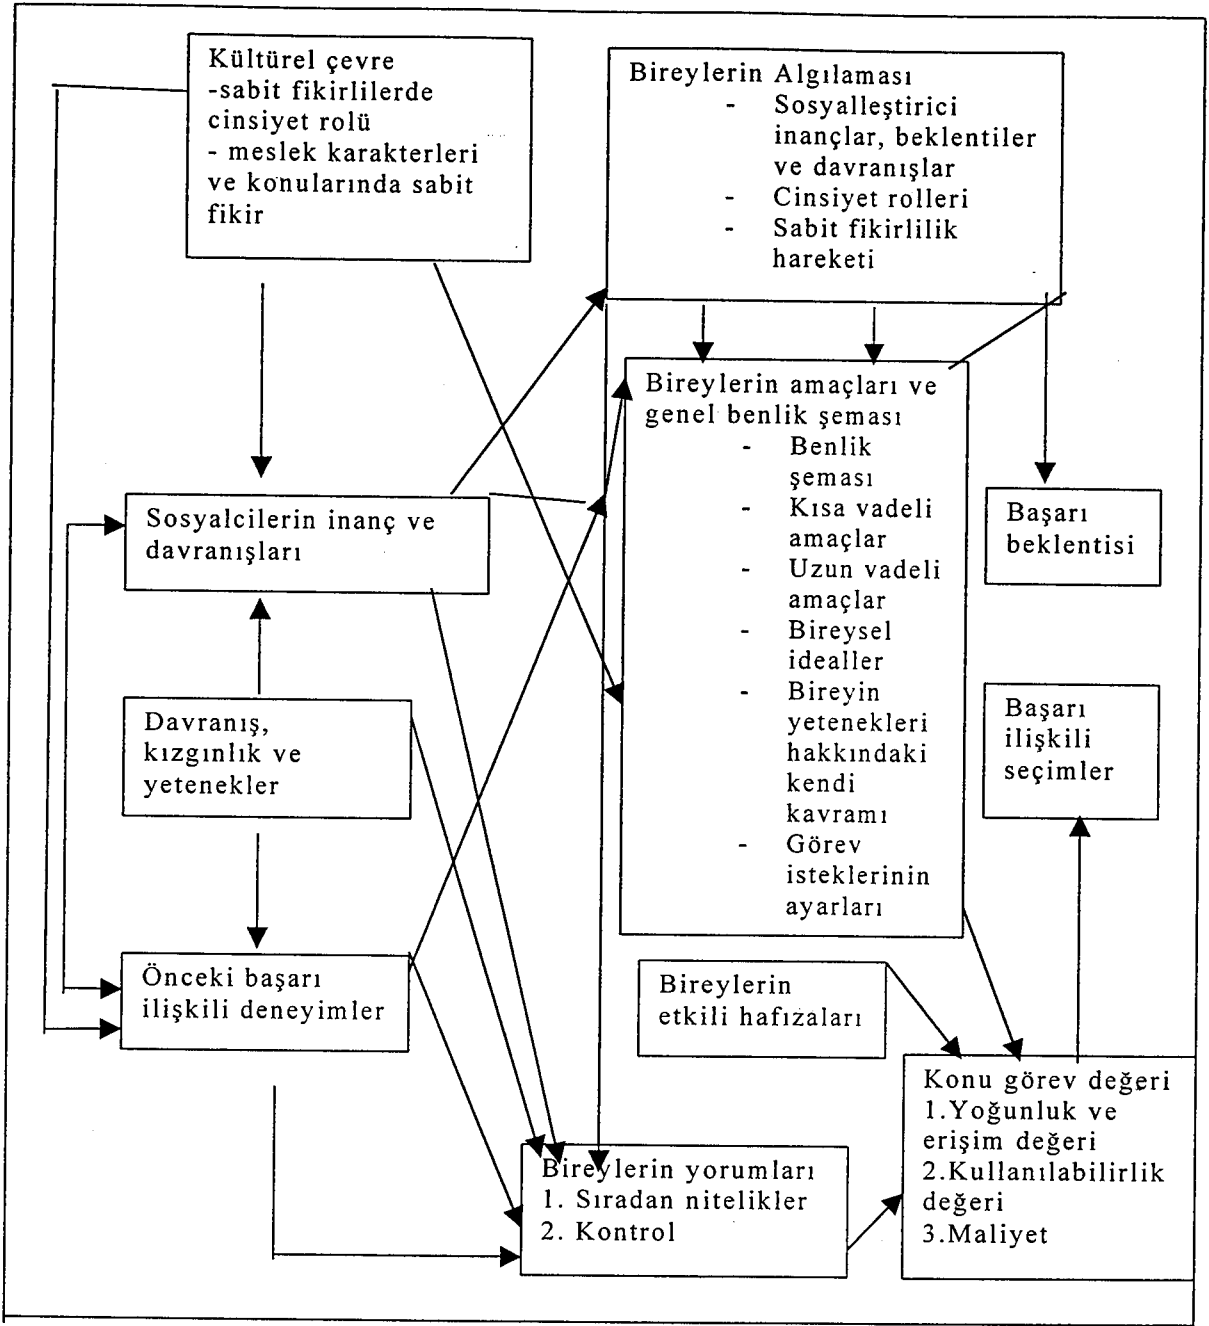 Kültürel çevre
-sabit fikirlilerde
cinsiyet rolü
- meslek karakterleri
ve konularında sabit
fikir
Bireylerin Algılaması
- Sosyalleştirici
inançlar, beklentiler
ve davranışlar
- Cinsiyet rolleri
- Sabit fikirlilik
hareketi
Bireylerin amaçları ve
genel benlik şeması
- Benlik
şeması
- Kısa vadeli
amaçlar
- Uzun vadeli
amaçlar
- Bireysel
idealler
- Bireyin
yetenekleri
hakkındaki
kendi
kavramı
- Görev
isteklerinin
ayarları
Sosyalcilerin inanç ve
davranışları
Başarı
beklentisi
Davranış,
kızgınlık ve
yetenekler
Başarı
ilişkili
seçimler
Önceki başarı
ilişkili deneyimler
Bireylerin
etkili hafızaları
Konu görev değeri
1.Yoğunluk ve
erişim değeri
2.Kullanılabilirlik
değeri
3.Maliyet
Bireylerin yorumları
1. Sıradan nitelikler
2. Kontrol